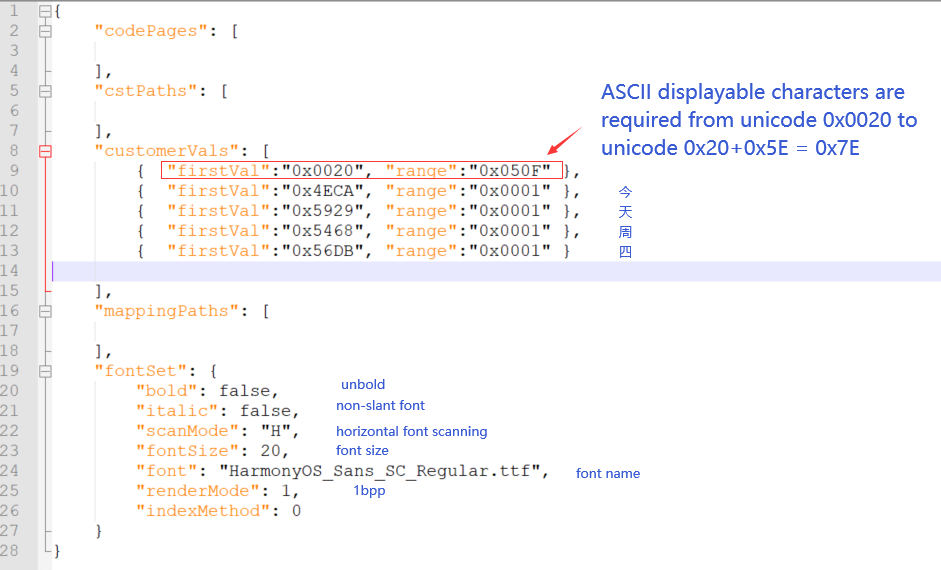 1 {
2 "codePages": [
3
4 ],
5 "cstPaths": [
6
7 ],
ASCII displayable characters are
required from unicode 0x0020 to
unicode 0x20+0x5E = 0x7E
8 "customerVals": [
9 { "firstVal":"0x0020", "range":"0x050F" },
10 { "firstVal":"0x4ECA", "range":"0x0001" }, 今
11 { "firstVal":"0x5929", "range":"0x0001" }, 天
12 { "firstVal":"0x5468", "range":"0x0001" }, 周
13 { "firstVal":"0x56DB", "range":"0x0001" } 四
14
15 ],
16 "mappingPaths": [
17
18 ],
19 "fontSet": {
20 "bold": false, unbold
21 "italic": false, non-slant font
22 "scanMode": "H", horizontal font scanning
23 "fontSize": 20, font size
24 "font": "HarmonyOS_Sans_SC_Regular.ttf", font name
25 "renderMode": 1, 1bpp
26 "indexMethod": 0
27 }
28 }